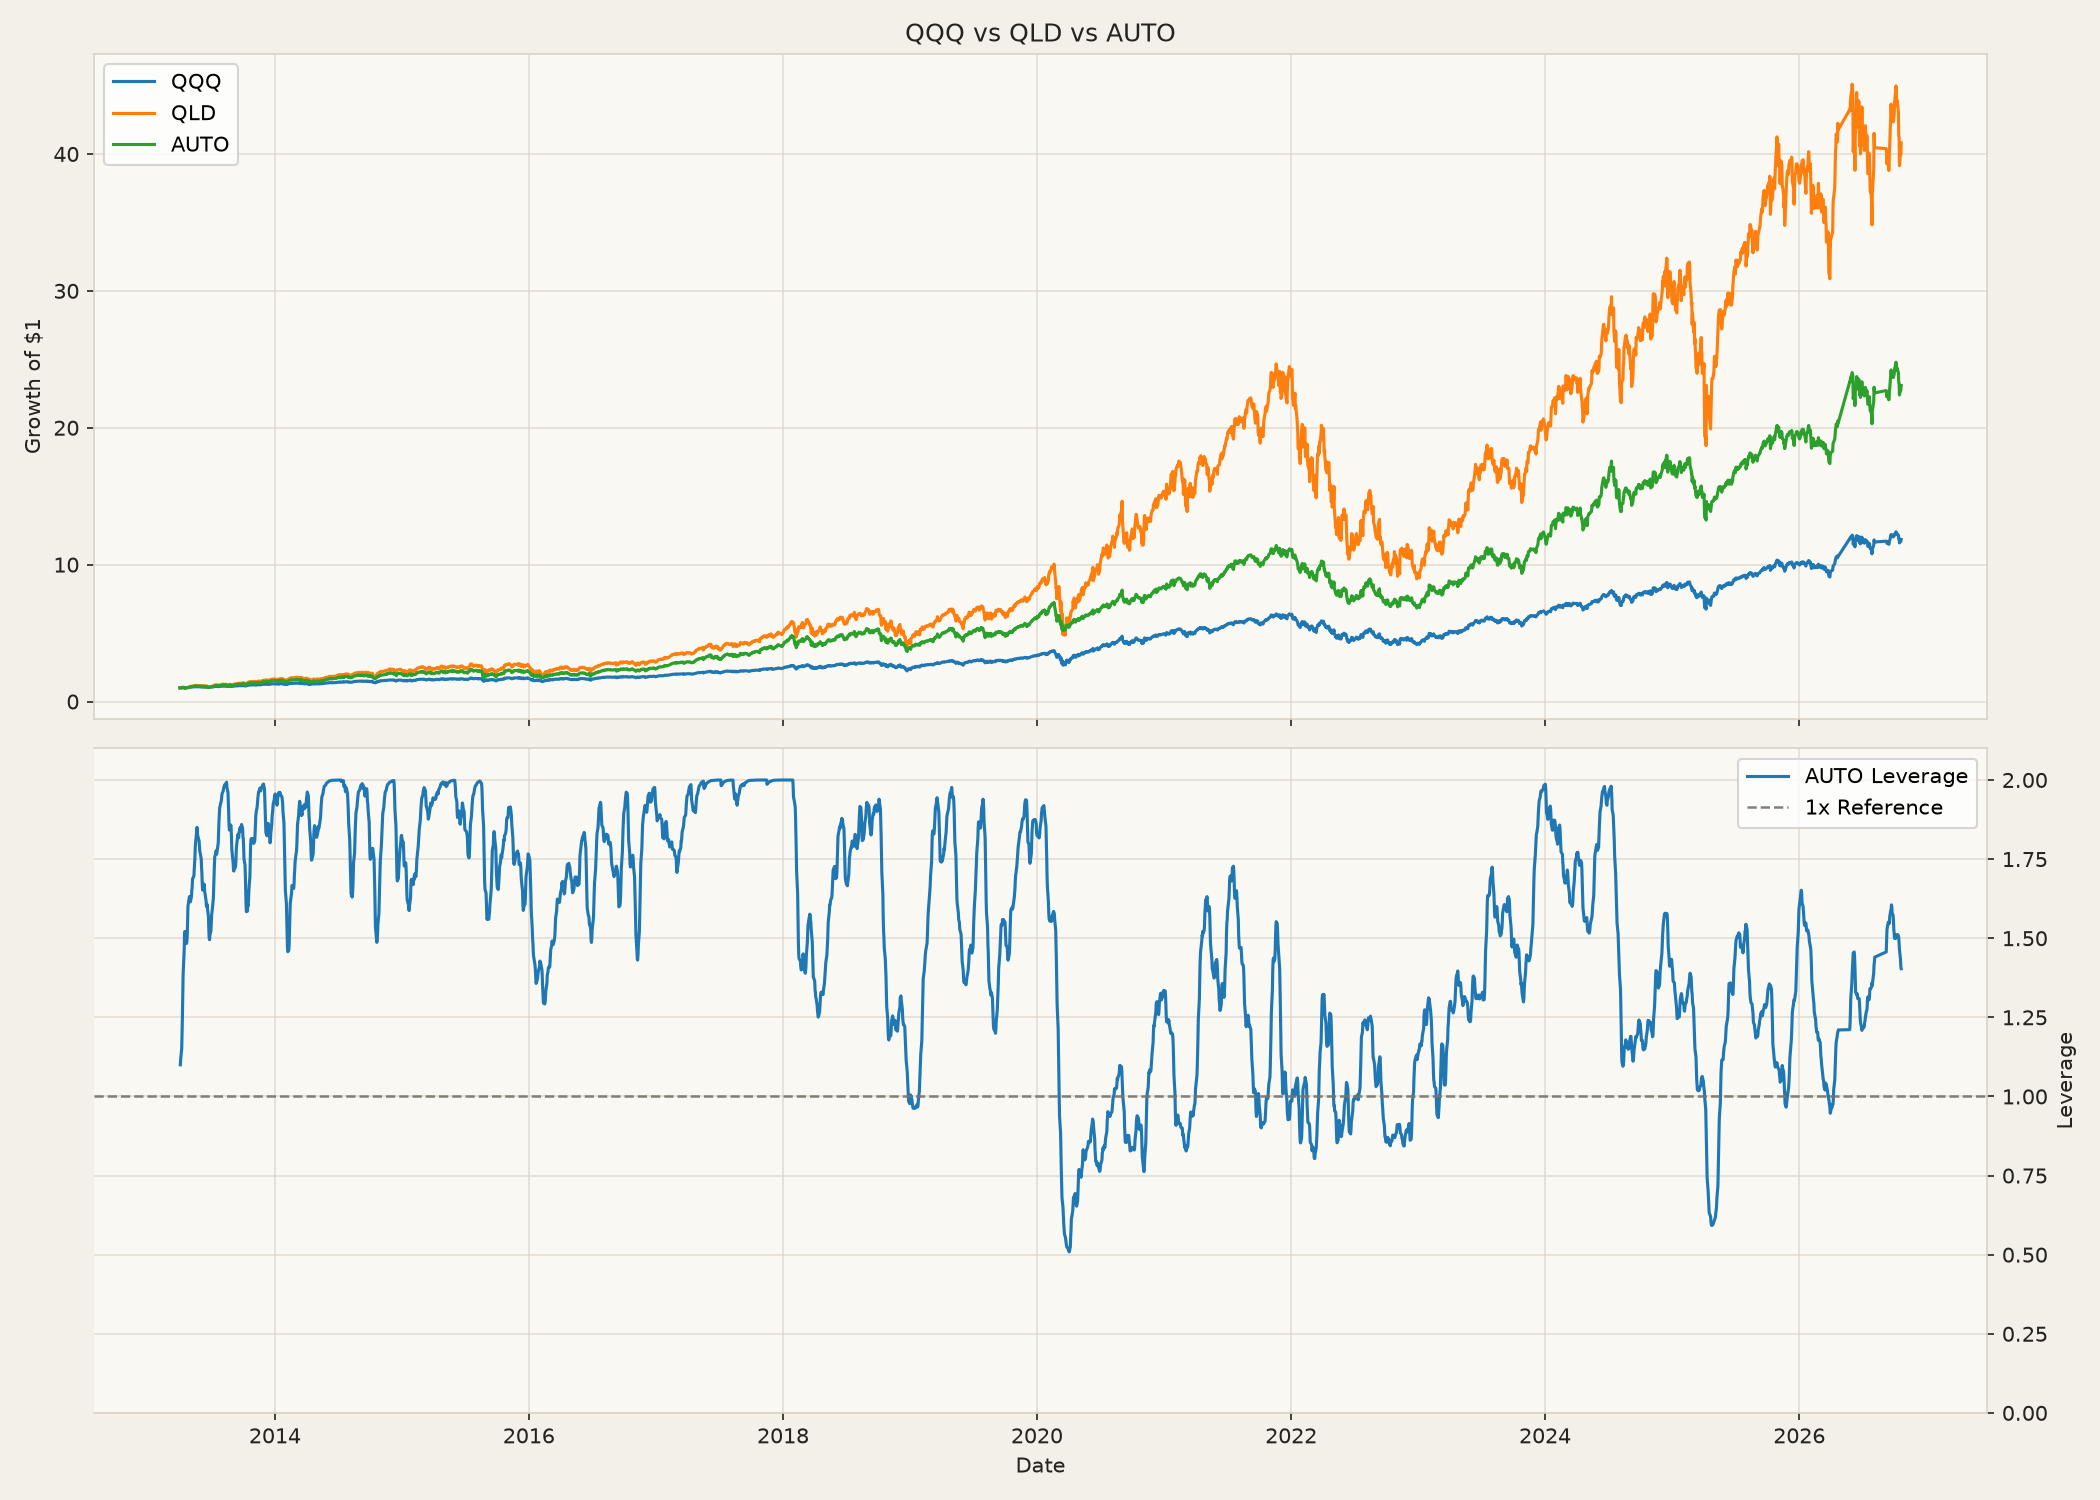 QQQ vs QLD vs AUTO
QQQ
QLD
AUTO
40
30
20
10
0
Growth of $1
AUTO Leverage
1x Reference
2.00
1.75
1.50
1.25
1.00
0.75
0.50
0.25
0.00
Leverage
2014 2016 2018 2020 2022 2024 2026
Date